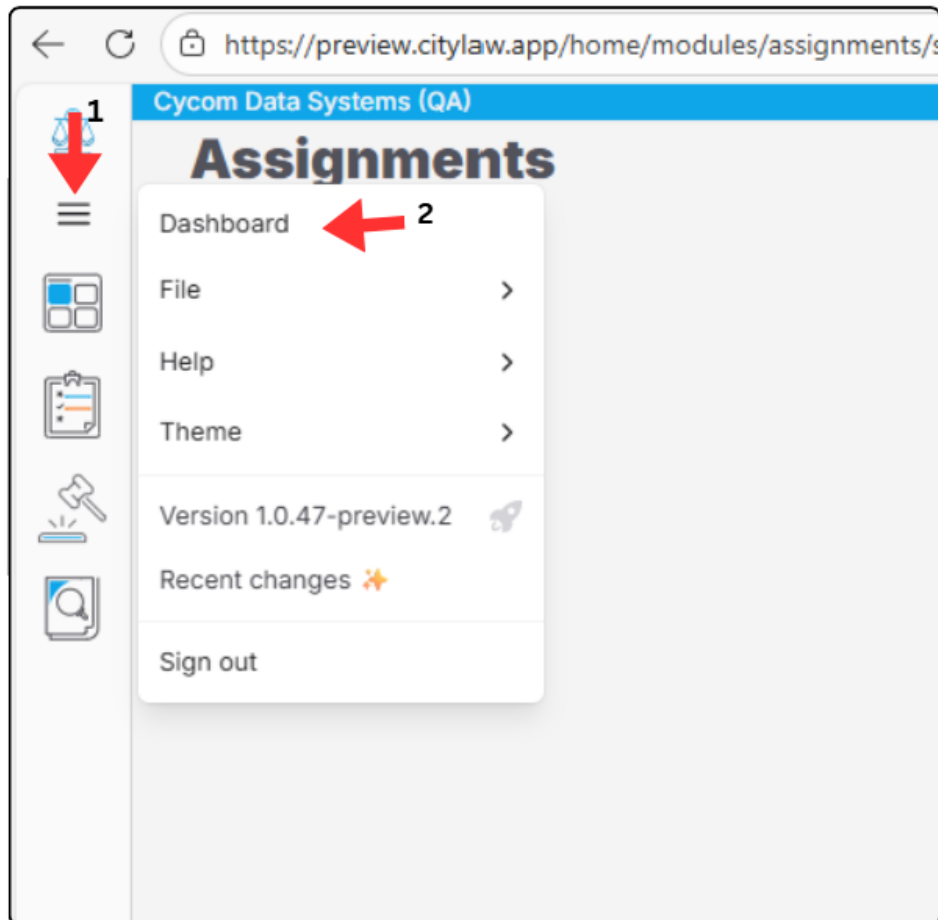 https://preview.citylaw.app/home/modules/assignments/s
Cycom Data Systems (QA)
1
Assignments
Dashboard
2
File
Help
Theme
Version 1.0.47-preview.2
Recent changes ✨
Sign out